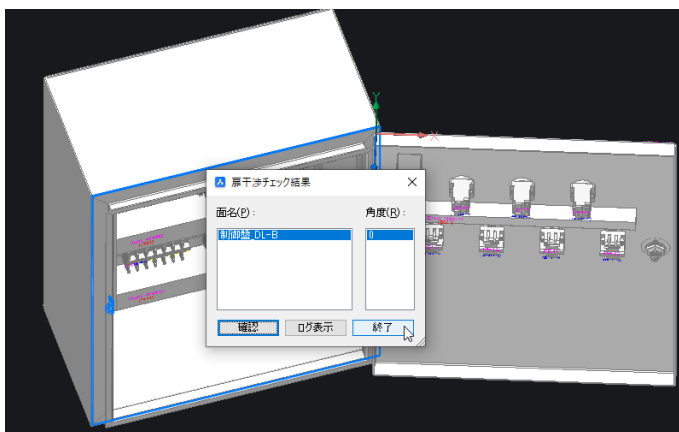 Y
X
扉干渉チェック結果
面名(P):
角度(R):
制御盤_DL-B
0
確認
ログ表示
終了